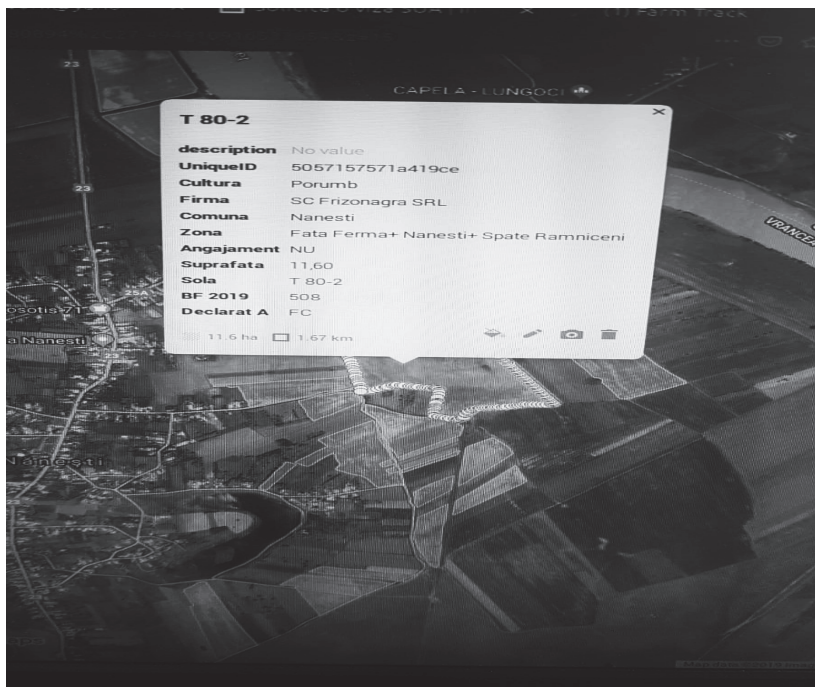 Farm Track
23
CAPELA - LUNGOCI
T 80-2
description No value
UniqueID 5057157571a419ce
Cultura Porumb
Firma SC Frizonagra SRL
Comuna Nanesti
Zona Fata Ferma+ Nanesti+ Spate Ramniceni
Angajament NU
Suprafata 11,60
Sola T 80-2
BF 2019 508
Declarat A FC
11.6 ha 1.67 km
23
VRANCEA
Nanesti
23
Nănești